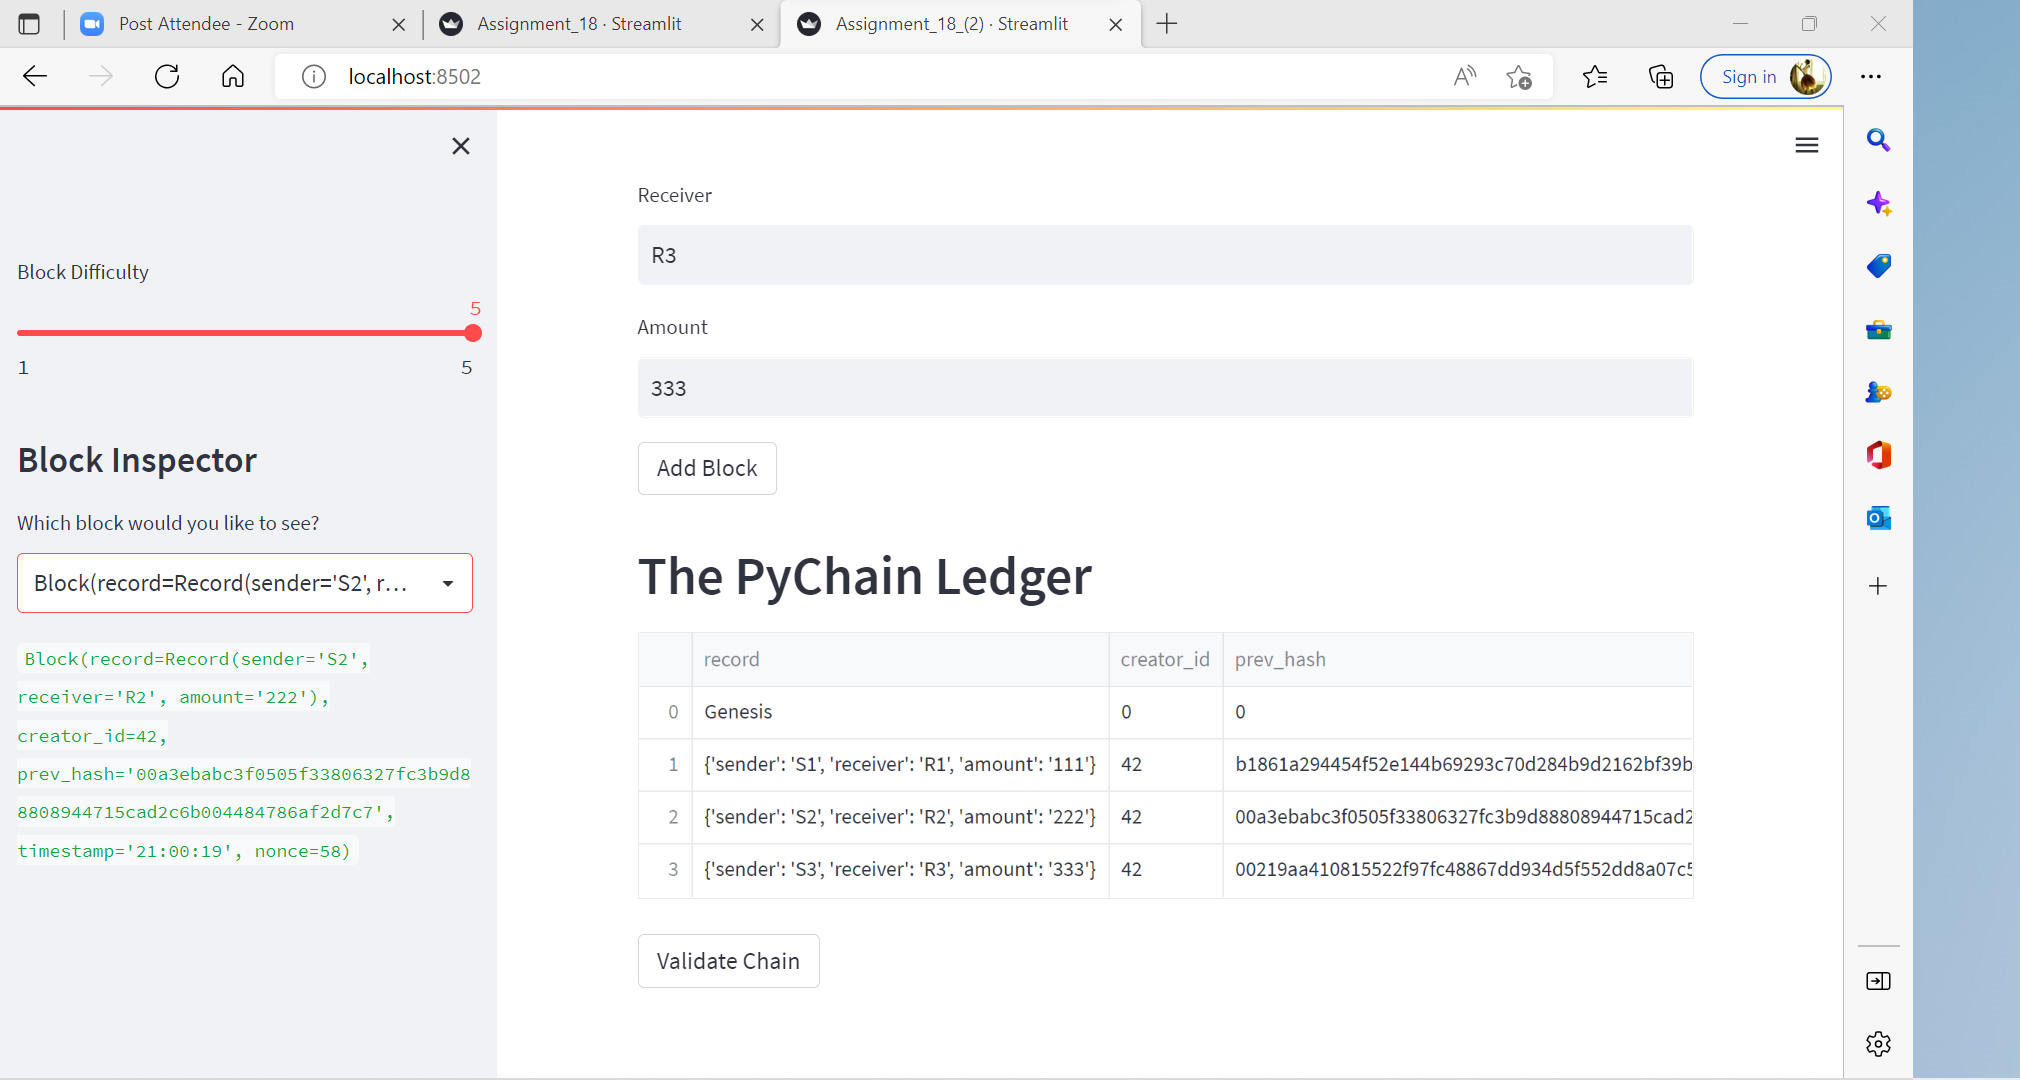 Post Attendee - Zoom
Assignment_18 · Streamlit
Assignment_18_(2) · Streamlit
localhost:8502
Sign in
Block Difficulty
5
1
5
Block Inspector
Which block would you like to see?
Block(record=Record(sender='S2', r...
Block(record=Record(sender='S2',
receiver='R2', amount='222'),
creator_id=42,
prev_hash='00a3ebabc3f0505f33806327fc3b9d8
8808944715cad2c6b004484786af2d7c7',
timestamp='21:00:19', nonce=58)
Receiver
R3
Amount
333
Add Block
The PyChain Ledger
record creator_id prev_hash
0 Genesis 0 0
1 {'sender': 'S1', 'receiver': 'R1', 'amount': '111'} 42 b1861a294454f52e144b69293c70d284b9d2162bf39b
2 {'sender': 'S2', 'receiver': 'R2', 'amount': '222'} 42 00a3ebabc3f0505f33806327fc3b9d88808944715cad2
3 {'sender': 'S3', 'receiver': 'R3', 'amount': '333'} 42 00219aa410815522f97fc48867dd934d5f552dd8a07c5
Validate Chain